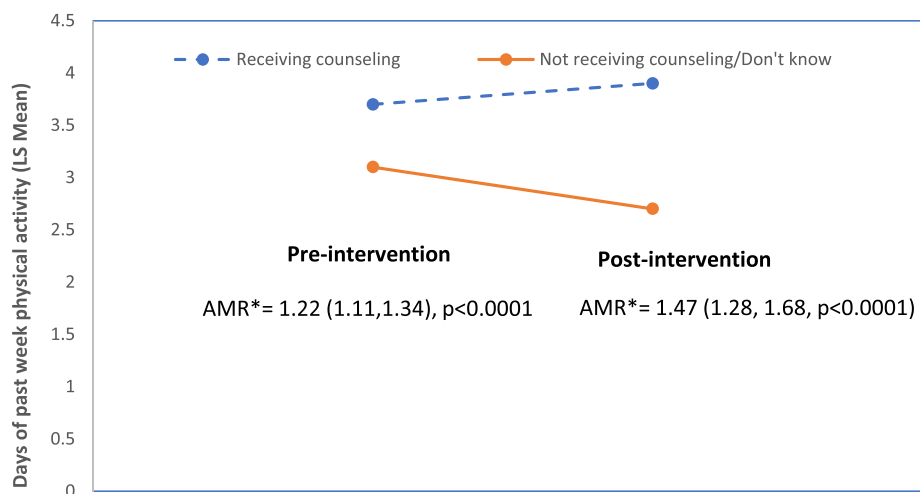 Days of past week physical activity (LS Mean)
4.5
4
3.5
3
2.5
2
1.5
1
0.5
0
Receiving counseling
Not receiving counseling/Don't know
Pre-intervention
AMR*= 1.22 (1.11,1.34), p<0.0001
Post-intervention
AMR*= 1.47 (1.28, 1.68, p<0.0001)